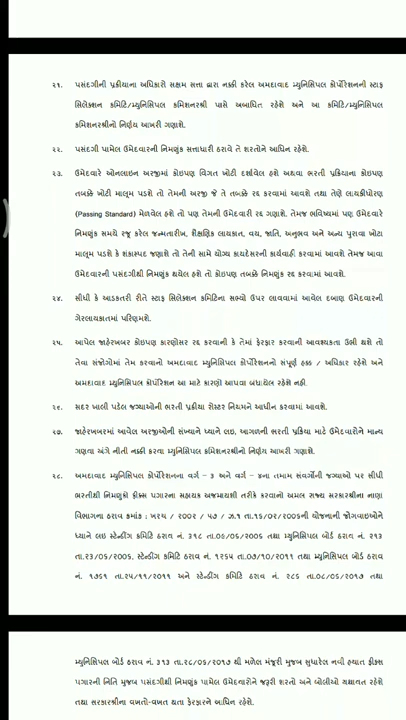 ૨૧. પસંદગીની પ્રક્રીયાના અધિકારો સક્ષમ સત્તા દ્વારા નક્કી કરેલ અમદાવાદ મ્યુનિસિપલ કોર્પોરેશનની સ્ટાફ
સિલેક્શન કમિટિ/મ્યુનિસિપલ કમિશનરશ્રી પાસે અબાધિત રહેશે અને આ કમિટિ/મ્યુનિસિપલ
કમિશનરશ્રીનો નિર્ણય આખરી ગણાશે.
૨૨. પસંદગી પામેલ ઉમેદવારની નિમણુંક સત્તાધારી ઠરાવે તે શરતોને આધિન રહેશે.
૨૩. ઉમેદવારે ઓનલાઇન અરજીમાં કોઇપણ વિગત ખોટી દર્શાવેલ હશે અથવા ભરતી પ્રક્રિયાના કોઇપણ
તબક્કે ખોટી માલૂમ પડશે તો તેમની અરજી જે તે તબક્કે રદ કરવામાં આવશે તથા તેણે લાયકીધોરણ
(Passing Standard) મેળવેલ હશે તો પણ તેમની ઉમેદવારી રદ ગણાશે. તેમજ ભવિષ્યમાં પણ ઉમેદવારે
નિમણુંક સમયે રજૂ કરેલ જન્મતારીખ, શૈક્ષણિક લાયકાત, વય, જાતિ, અનુભવ અને અન્ય પુરાવા ખોટા
માલૂમ પડશે કે શંકાસ્પદ જણાશે તો તેની સામે યોગ્ય કાયદેસરની કાર્યવાહી કરવામાં આવશે તેમજ આવા
ઉમેદવારની પસંદગીથી નિમણુંક થયેલ હશે તો કોઇપણ તબક્કે નિમણુંક રદ કરવામાં આવશે.
૨૪. સીધી કે આડકતરી રીતે સ્ટાફ સિલેક્શન કમિટિના સભ્યો ઉપર લાવવામાં આવેલ દબાણ ઉમેદવારની
ગેરલાયકાતમાં પરિણમશે.
૨૫. આપેલ જાહેરખબર કોઇપણ કારણોસર રદ કરવાની કે તેમાં ફેરફાર કરવાની આવશ્યકતા ઉભી થશે તો
તેવા સંજોગોમાં તેમ કરવાનો અમદાવાદ મ્યુનિસિપલ કોર્પોરેશનનો સંપૂર્ણ હક્ક / અધિકાર રહેશે અને
અમદાવાદ મ્યુનિસિપલ કોર્પોરેશન આ માટે કારણો આપવા બંધાયેલ રહેશે નહી.
૨૬. સદર ખાલી પડેલ જગ્યાઓની ભરતી પ્રક્રીયા રોસ્ટર નિયમને આધીન કરવામાં આવશે.
૨૭. જાહેરખબરમાં આવેલ અરજીઓની સંખ્યાને ધ્યાને લઇ, આગળની ભરતી પ્રકિયા માટે ઉમેદવારોને માન્ય
ગણવા અંગે નીતી નક્કી કરવા મ્યુનિસિપલ કમિશનરશ્રીનો નિર્ણય આખરી ગણાશે.
૨૮. અમદાવાદ મ્યુનિસિપલ કોર્પોરેશનના વર્ગ - ૩ અને વર્ગ - ૪ના તમામ સંવર્ગોની જગ્યાઓ પર સીધી
ભરતીથી નિમણુંકો ફીક્સ પગારના સહાયક અજમાયશી તરીકે કરવાનો અમલ રાજ્ય સરકારશ્રીના નાણા
વિભાગના ઠરાવ ક્રમાંક : ખરચ / ૨૦૦૨ / ૫૭ / ઝ.૧ તા.૧૬/૦૨/૨૦૦૬ની યોજનાની જોગવાઇઓને
ધ્યાને લઇ સ્ટેન્ડીંગ કમિટિ ઠરાવ નં. ૩૧૮ તા.૦૬/૦૬/૨૦૦૬ તથા મ્યુનિસિપલ બોર્ડ ઠરાવ નં. ૨૧૩
તા.૨૩/૦૬/૨૦૦૬, સ્ટેન્ડીંગ કમિટિ ઠરાવ નં. ૧૨૬૫ તા.૦૭/૧૦/૨૦૧૧ તથા મ્યુનિસિપલ બોર્ડ ઠરાવ
નં. ૧૭૬૧ તા.૨૫/૧૧/૨૦૧૧ અને સ્ટેન્ડીંગ કમિટિ ઠરાવ નં. ૨૮૬ તા.૦૮/૦૬/૨૦૧૭ તથા
મ્યુનિસિપલ બોર્ડ ઠરાવ નં. ૩૧૩ તા.૨૮/૦૬/૨૦૧૭ થી મળેલ મંજુરી મુજબ સુધારેલ નવી હયાત ફીક્સ
પગારની નિતિ મુજબ પસંદગીથી નિમણુંક પામેલ ઉમેદવારોને જરૂરી શરતો અને બોલીઓ યથાવત રહેશે
તથા સરકારશ્રીના વખતો-વખત થતા ફેરફારને આધિન રહેશે.